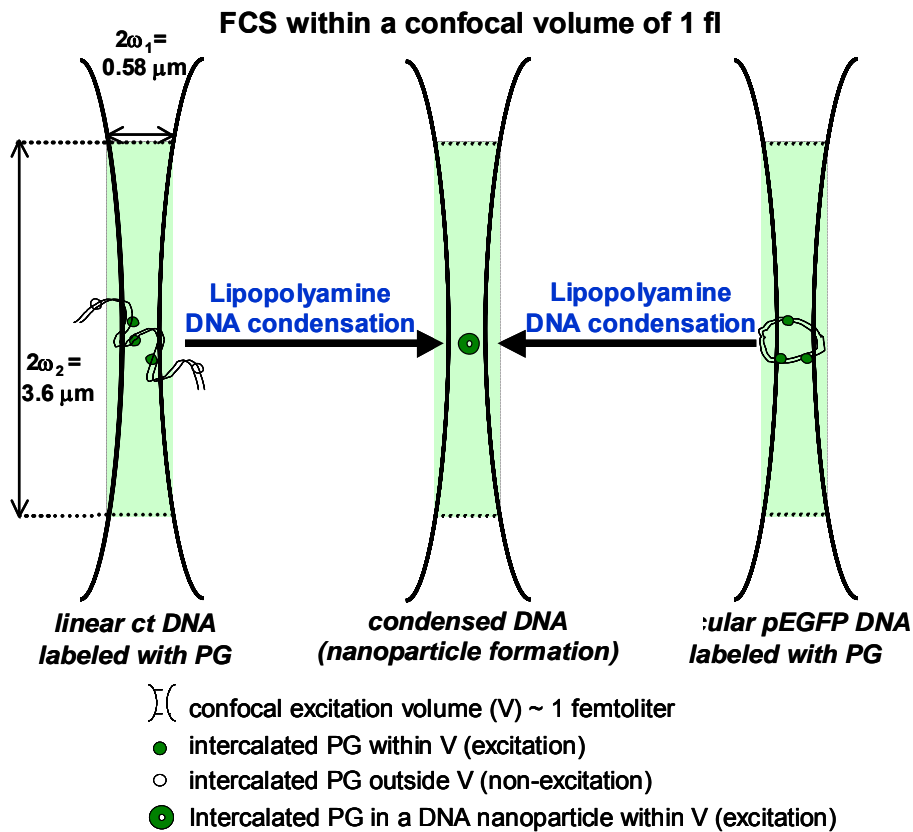 FCS within a confocal volume of 1 fl
2ω1=
0.58 μm
Lipopolyamine
DNA condensation
Lipopolyamine
DNA condensation
2ω2=
3.6 μm
linear ct DNA
labeled with PG
condensed DNA
(nanoparticle formation)
cular pEGFP DNA
labeled with PG
confocal excitation volume (V) ~ 1 femtoliter
intercalated PG within V (excitation)
intercalated PG outside V (non-excitation)
Intercalated PG in a DNA nanoparticle within V (excitation)